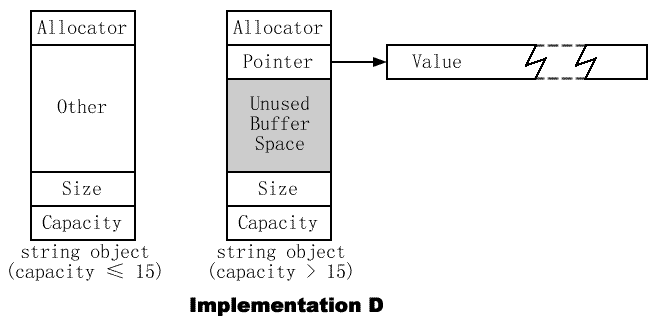 Allocator
Other
Size
Capacity
string object
(capacity ≤ 15)
Allocator
Pointer
Unused
Buffer
Space
Size
Capacity
string object
(capacity > 15)
Value
Implementation D